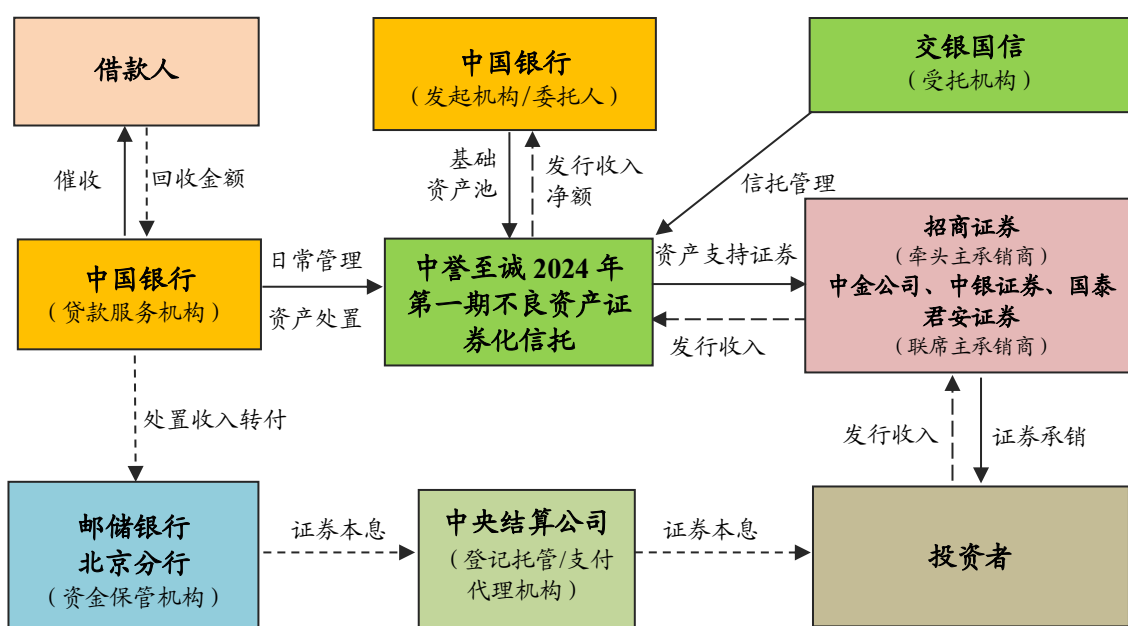 借款人
中国银行
（发起机构/委托人）
交银国信
（受托机构）
催收
回收金额
基础
资产池
发行收入
净额
信托管理
中国银行
（贷款服务机构）
日常管理
资产处置
中誉至诚 2024 年
第一期不良资产证
券化信托
资产支持证券
发行收入
招商证券
（牵头主承销商）
中金公司、中银证券、国泰
君安证券
（联席主承销商）
处置收入转付
发行收入
证券承销
邮储银行
北京分行
（资金保管机构）
证券本息
中央结算公司
（登记托管/支付
代理机构）
证券本息
投资者